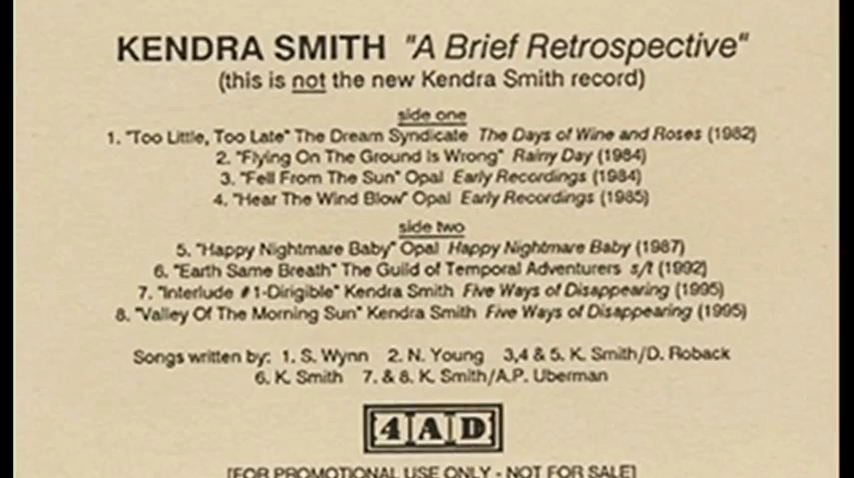 KENDRA SMITH "A Brief Retrospective"
(this is not the new Kendra Smith record)
side one
1. "Too Little, Too Late" The Dream Syndicate The Days of Wine and Roses (1982)
2. "Flying On The Ground Is Wrong" Rainy Day (1984)
3. "Fell From The Sun" Opal Early Recordings (1984)
4. "Hear The Wind Blow" Opal Early Recordings (1985)
side two
5. "Happy Nightmare Baby" Opal Happy Nightmare Baby (1987)
6. "Earth Same Breath" The Guild of Temporal Adventurers s/t (1992)
7. "Interlude #1-Dirigible" Kendra Smith Five Ways of Disappearing (1995)
8. "Valley Of The Morning Sun" Kendra Smith Five Ways of Disappearing (1995)
Songs written by: 1. S. Wynn 2. N. Young 3,4 & 5. K. Smith/D. Roback
6. K. Smith 7. & 8. K. Smith/A.P. Uberman
4AD
[FOR PROMOTIONAL USE ONLY - NOT FOR SALE]